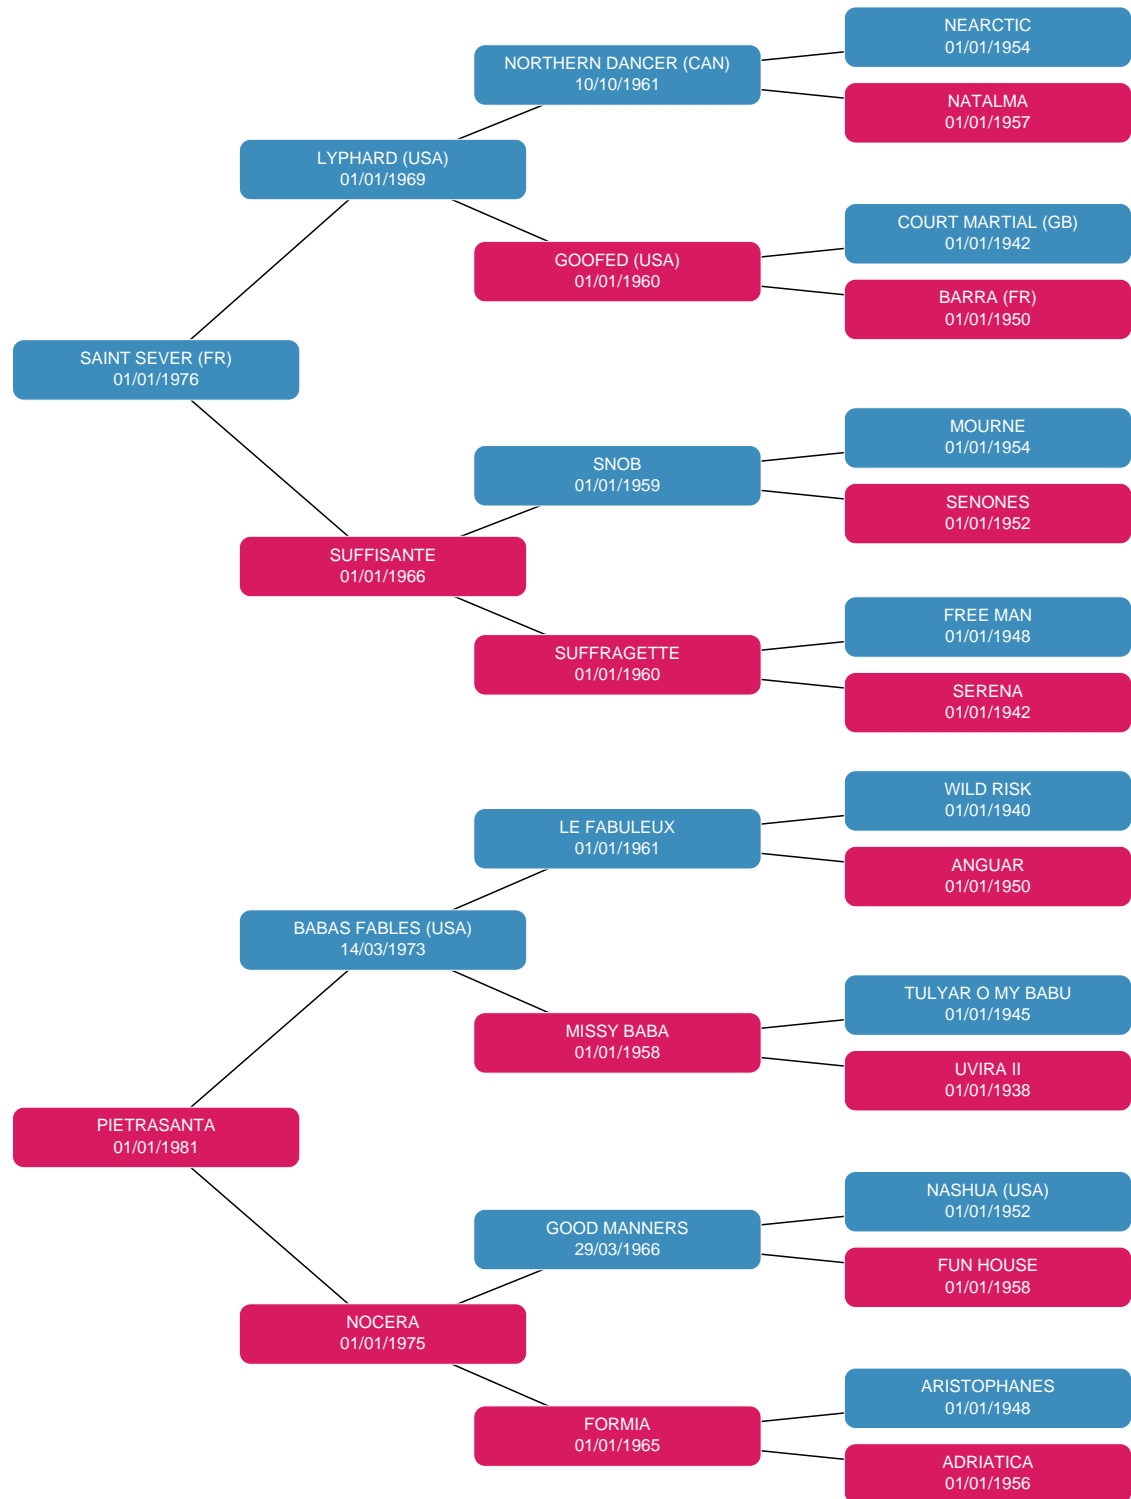 NEARCTIC
01/01/1954
NORTHERN DANCER (CAN)
10/10/1961
NATALMA
01/01/1957
LYPHARD (USA)
01/01/1969
COURT MARTIAL (GB)
01/01/1942
GOOFED (USA)
01/01/1960
BARRA (FR)
01/01/1950
SAINT SEVER (FR)
01/01/1976
MOURNE
01/01/1954
SNOB
01/01/1959
SENONES
01/01/1952
SUFFISANTE
01/01/1966
FREE MAN
01/01/1948
SUFFRAGETTE
01/01/1960
SERENA
01/01/1942
WILD RISK
01/01/1940
LE FABULEUX
01/01/1961
ANGUAR
01/01/1950
BABAS FABLES (USA)
14/03/1973
TULYAR O MY BABU
01/01/1945
MISSY BABA
01/01/1958
UVIRA II
01/01/1938
PIETRASANTA
01/01/1981
NASHUA (USA)
01/01/1952
GOOD MANNERS
29/03/1966
FUN HOUSE
01/01/1958
NOCERA
01/01/1975
ARISTOPHANES
01/01/1948
FORMIA
01/01/1965
ADRIATICA
01/01/1956